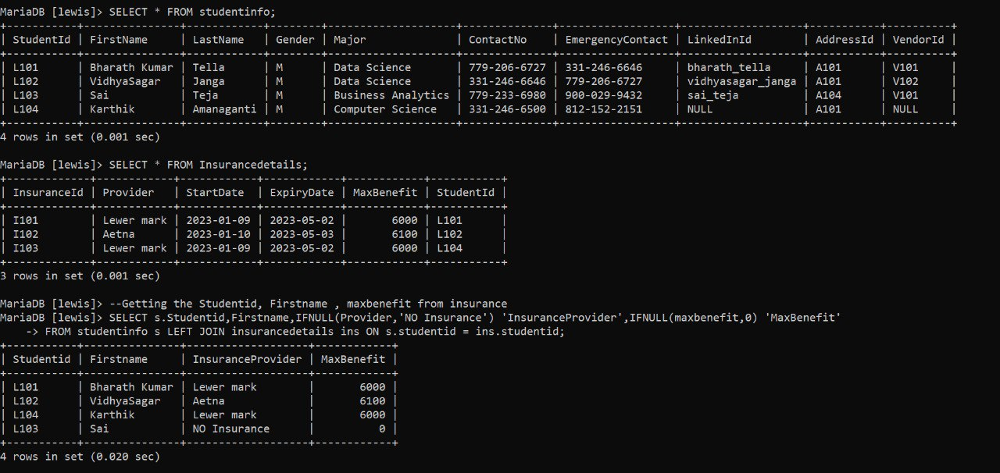 MariaDB [lewis]> SELECT * FROM studentinfo;
+-----------+---------------+------------+--------+--------------------+--------------+------------------+-------------------+-----------+----------+
| StudentId | FirstName     | LastName   | Gender | Major              | ContactNo    | EmergencyContact | LinkedInId        | AddressId | VendorId |
+-----------+---------------+------------+--------+--------------------+--------------+------------------+-------------------+-----------+----------+
| L101      | Bharath Kumar | Tella      | M      | Data Science       | 779-206-6727 | 331-246-6646     | bharath_tella     | A101      | V101     |
| L102      | VidhyaSagar   | Janga      | M      | Data Science       | 331-246-6646 | 779-206-6727     | vidhyasagar_janga | A101      | V102     |
| L103      | Sai           | Teja       | M      | Business Analytics | 779-233-6980 | 900-029-9432     | sai_teja          | A104      | V101     |
| L104      | Karthik       | Amanaganti | M      | Computer Science   | 331-246-6500 | 812-152-2151     | NULL              | A101      | NULL     |
+-----------+---------------+------------+--------+--------------------+--------------+------------------+-------------------+-----------+----------+
4 rows in set (0.001 sec)
MariaDB [lewis]> SELECT * FROM Insurancedetails;
+-------------+------------+------------+------------+------------+-----------+
| InsuranceId | Provider   | StartDate  | ExpiryDate | MaxBenefit | StudentId |
+-------------+------------+------------+------------+------------+-----------+
| I101        | Lewer mark | 2023-01-09 | 2023-05-02 |       6000 | L101      |
| I102        | Aetna      | 2023-01-10 | 2023-05-03 |       6100 | L102      |
| I103        | Lewer mark | 2023-01-09 | 2023-05-02 |       6000 | L104      |
+-------------+------------+------------+------------+------------+-----------+
3 rows in set (0.001 sec)
MariaDB [lewis]> --Getting the Studentid, Firstname , maxbenefit from insurance
MariaDB [lewis]> SELECT s.Studentid,Firstname,IFNULL(Provider,'NO Insurance') 'InsuranceProvider',IFNULL(maxbenefit,0) 'MaxBenefit'
    -> FROM studentinfo s LEFT JOIN insurancedetails ins ON s.studentid = ins.studentid;
+-----------+---------------+-------------------+------------+
| Studentid | Firstname     | InsuranceProvider | MaxBenefit |
+-----------+---------------+-------------------+------------+
| L101      | Bharath Kumar | Lewer mark        |       6000 |
| L102      | VidhyaSagar   | Aetna             |       6100 |
| L104      | Karthik       | Lewer mark        |       6000 |
| L103      | Sai           | NO Insurance      |          0 |
+-----------+---------------+-------------------+------------+
4 rows in set (0.020 sec)